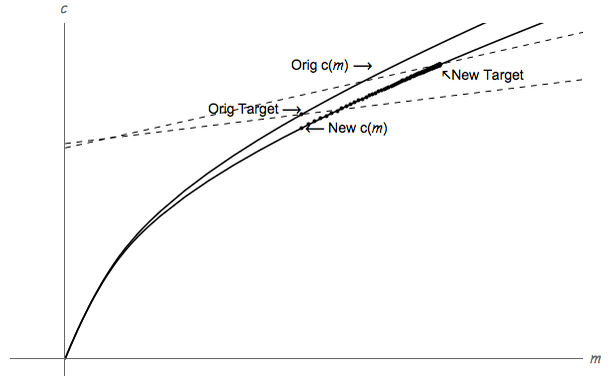 c
Orig c(m) →
↖New Target
Orig Target →
← New c(m)
m